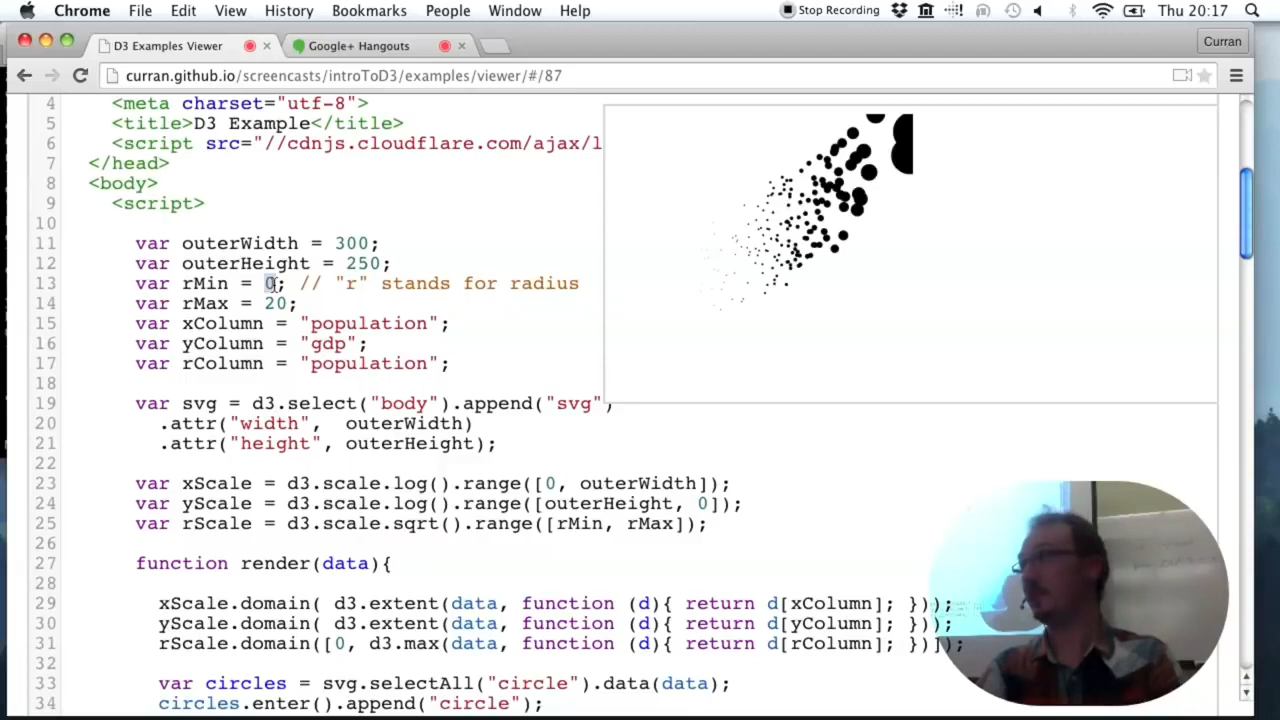 Chrome File Edit View History Bookmarks People Window Help Stop Recording Thu 20:17
D3 Examples Viewer × Google+ Hangouts × Curran
curran.github.io/screencasts/introToD3/examples/viewer/#/87
4 <meta charset="utf-8">
5 <title>D3 Example</title>
6 <script src="//cdnjs.cloudflare.com/ajax/l
7 </head>
8 <body>
9 <script>
10
11 var outerWidth = 300;
12 var outerHeight = 250;
13 var rMin = 0; // "r" stands for radius
14 var rMax = 20;
15 var xColumn = "population";
16 var yColumn = "gdp";
17 var rColumn = "population";
18
19 var svg = d3.select("body").append("svg")
20 .attr("width", outerWidth)
21 .attr("height", outerHeight);
22
23 var xScale = d3.scale.log().range([0, outerWidth]);
24 var yScale = d3.scale.log().range([outerHeight, 0]);
25 var rScale = d3.scale.sqrt().range([rMin, rMax]);
26
27 function render(data){
28
29 xScale.domain( d3.extent(data, function (d){ return d[xColumn]; }));
30 yScale.domain( d3.extent(data, function (d){ return d[yColumn]; }));
31 rScale.domain([0, d3.max(data, function (d){ return d[rColumn]; })]);
32
33 var circles = svg.selectAll("circle").data(data);
34 circles.enter().append("circle");